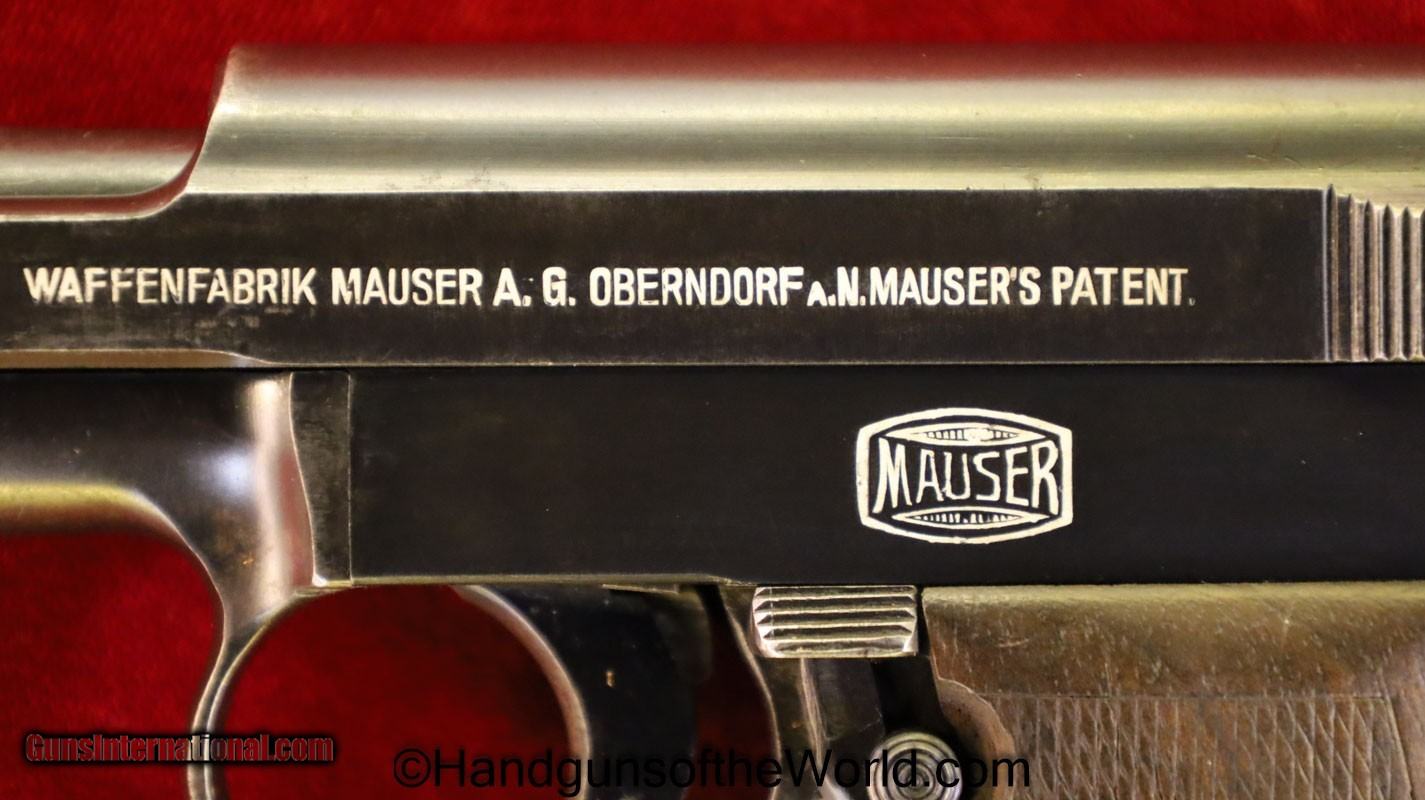 WAFFENFABRIK MAUSER A. G. OBERNDORF A.N. MAUSER'S PATENT.
MAUSER
GunsInternational.com
©HandgunsoftheWorld.com